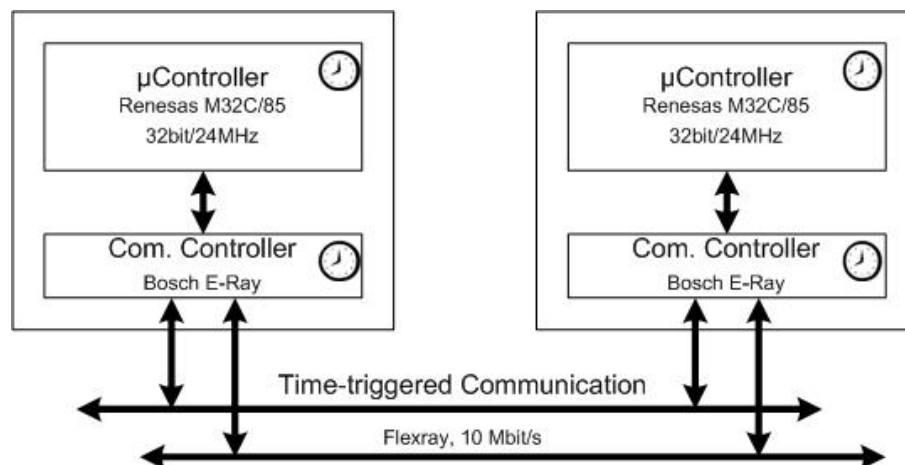 µController
Renesas M32C/85
32bit/24MHz
Com. Controller
Bosch E-Ray
µController
Renesas M32C/85
32bit/24MHz
Com. Controller
Bosch E-Ray
Time-triggered Communication
Flexray, 10 Mbit/s